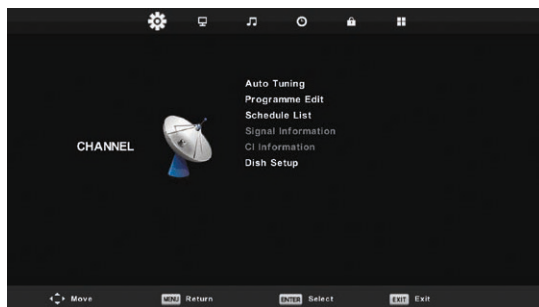 Auto Tuning
Programme Edit
Schedule List
Signal Information
CI Information
Dish Setup
CHANNEL
Move MENU Return ENTER Select EXIT Exit